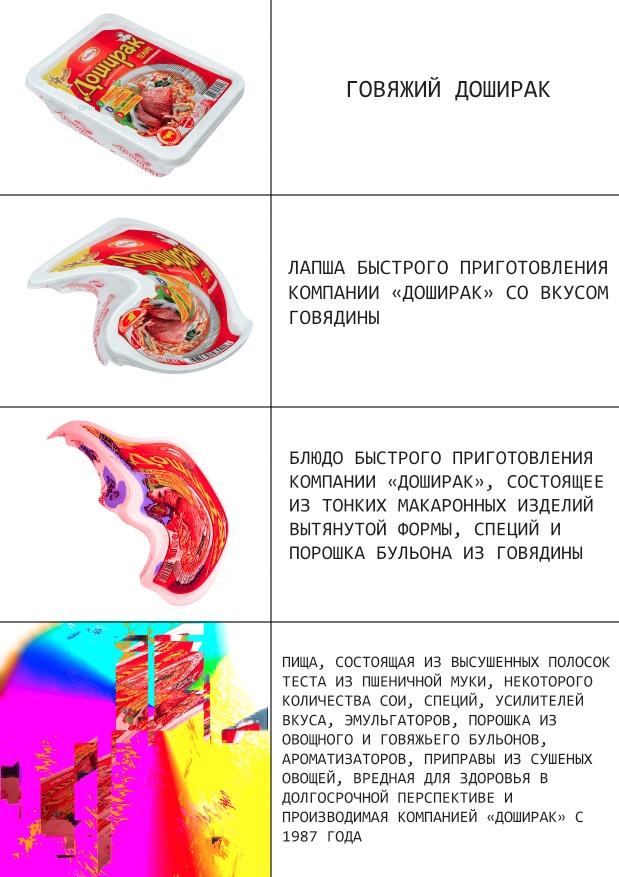 Доширак
ГОВЯЖИЙ ДОШИРАК
Доширак
ЛАПША БЫСТРОГО ПРИГОТОВЛЕНИЯ
КОМПАНИИ «ДОШИРАК» СО ВКУСОМ
ГОВЯДИНЫ
БЛЮДО БЫСТРОГО ПРИГОТОВЛЕНИЯ
КОМПАНИИ «ДОШИРАК», СОСТОЯЩЕЕ
ИЗ ТОНКИХ МАКАРОННЫХ ИЗДЕЛИЙ
ВЫТЯНУТОЙ ФОРМЫ, СПЕЦИЙ И
ПОРОШКА БУЛЬОНА ИЗ ГОВЯДИНЫ
ПИЩА, СОСТОЯЩАЯ ИЗ ВЫСУШЕННЫХ ПОЛОСОК
ТЕСТА ИЗ ПШЕНИЧНОЙ МУКИ, НЕКОТОРОГО
КОЛИЧЕСТВА СОИ, СПЕЦИЙ, УСИЛИТЕЛЕЙ
ВКУСА, ЭМУЛЬГАТОРОВ, ПОРОШКА ИЗ
ОВОЩНОГО И ГОВЯЖЬЕГО БУЛЬОНОВ,
АРОМАТИЗАТОРОВ, ПРИПРАВЫ ИЗ СУШЕНЫХ
ОВОЩЕЙ, ВРЕДНАЯ ДЛЯ ЗДОРОВЬЯ В
ДОЛГОСРОЧНОЙ ПЕРСПЕКТИВЕ И
ПРОИЗВОДИМАЯ КОМПАНИЕЙ «ДОШИРАК» С
1987 ГОДА